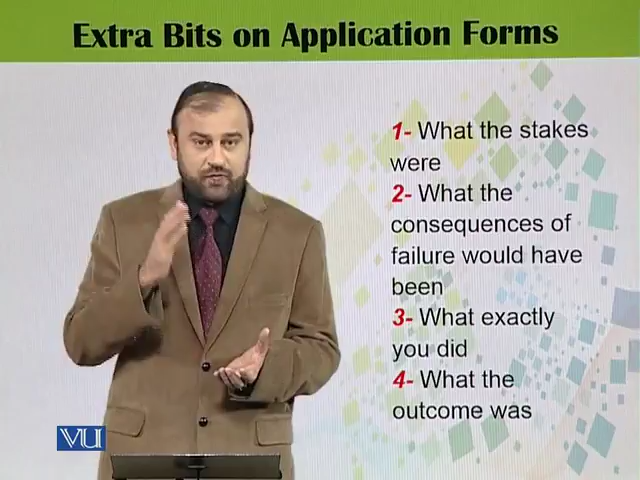 Extra Bits on Application Forms
1- What the stakes
were
2- What the
consequences of
failure would have
been
3- What exactly
you did
4- What the
outcome was
VU